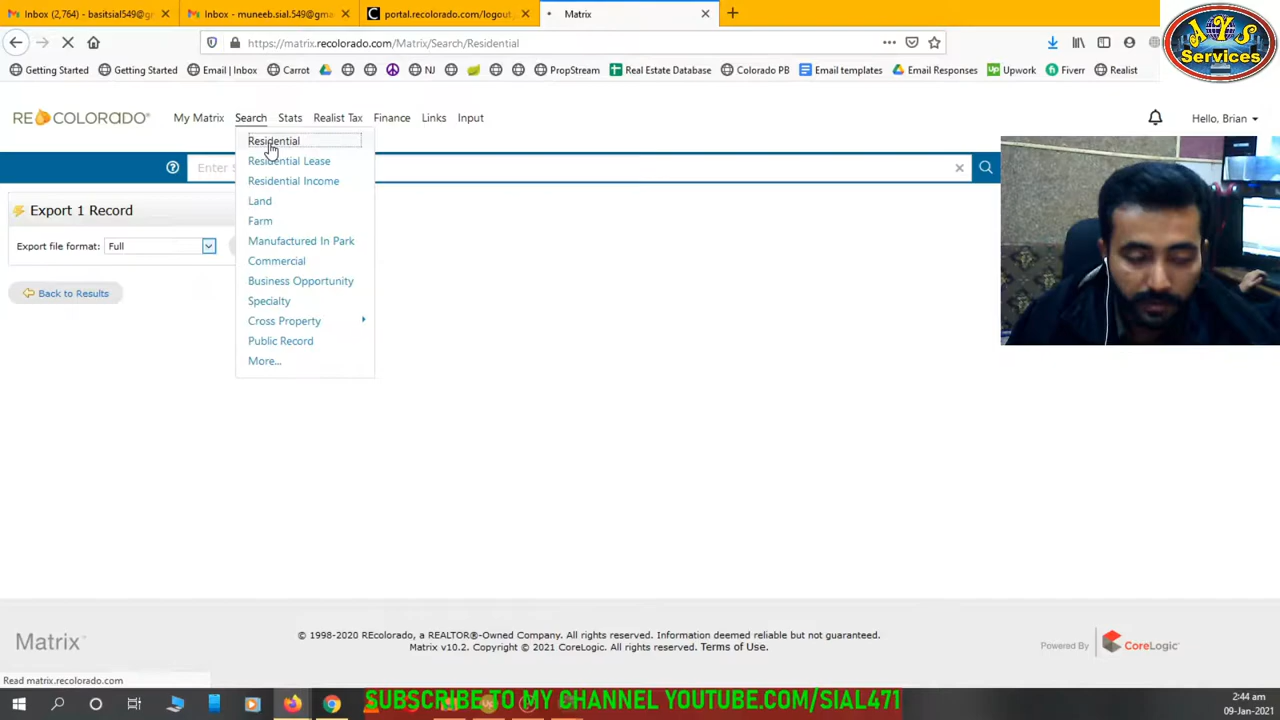 Inbox (2,764) - basitsial549@gm
Inbox - muneeb.sial.549@gma
portal.recolorado.com/logout
Matrix
https://matrix.recolorado.com/Matrix/Search/Residential
Getting Started
Getting Started
Email | Inbox
Carrot
NJ
PropStream
Real Estate Database
Colorado PB
Email templates
Email Responses
Upwork
Fiverr
Realist
AYS
Services
RECOLORADO
My Matrix
Search
Stats
Realist Tax
Finance
Links
Input
Hello, Brian
Residential
Enter S
Residential Lease
Residential Income
Export 1 Record
Land
Farm
Export file format:
Full
Manufactured In Park
Commercial
Business Opportunity
Back to Results
Specialty
Cross Property
Public Record
More...
Matrix
© 1998-2020 REcolorado, a REALTOR®-Owned Company. All rights reserved. Information deemed reliable but not guaranteed.
Matrix v10.2. Copyright © 2021 CoreLogic. All rights reserved. Terms of Use.
Powered By
CoreLogic
Read matrix.recolorado.com
SUBSCRIBE TO MY CHANNEL YOUTUBE.COM/SIAL471
2:44 am
09-Jan-2021